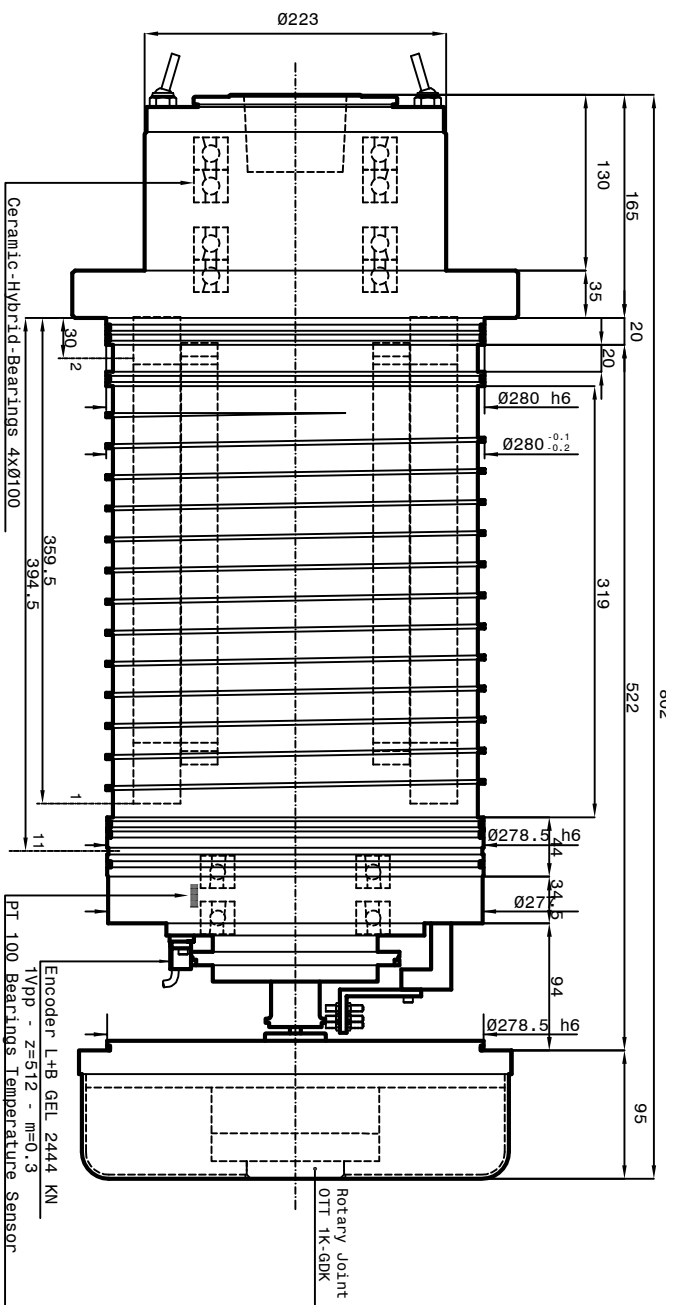 Ø223
165
130
35
20
20
30
2
Ø280 h6
Ø280 -0.1
-0.2
Ceramic-Hybrid-Bearings 4xØ100
359.5
394.5
319
522
1
11
Ø278.5 h6
44
34.5
94
Ø278.5 h6
95
Encoder L+B GEL 2444 KN
1Vpp - z=512 - m=0.3
PT 100 Bearings Temperature Sensor
Rotary Joint
OTT 1K-GDK